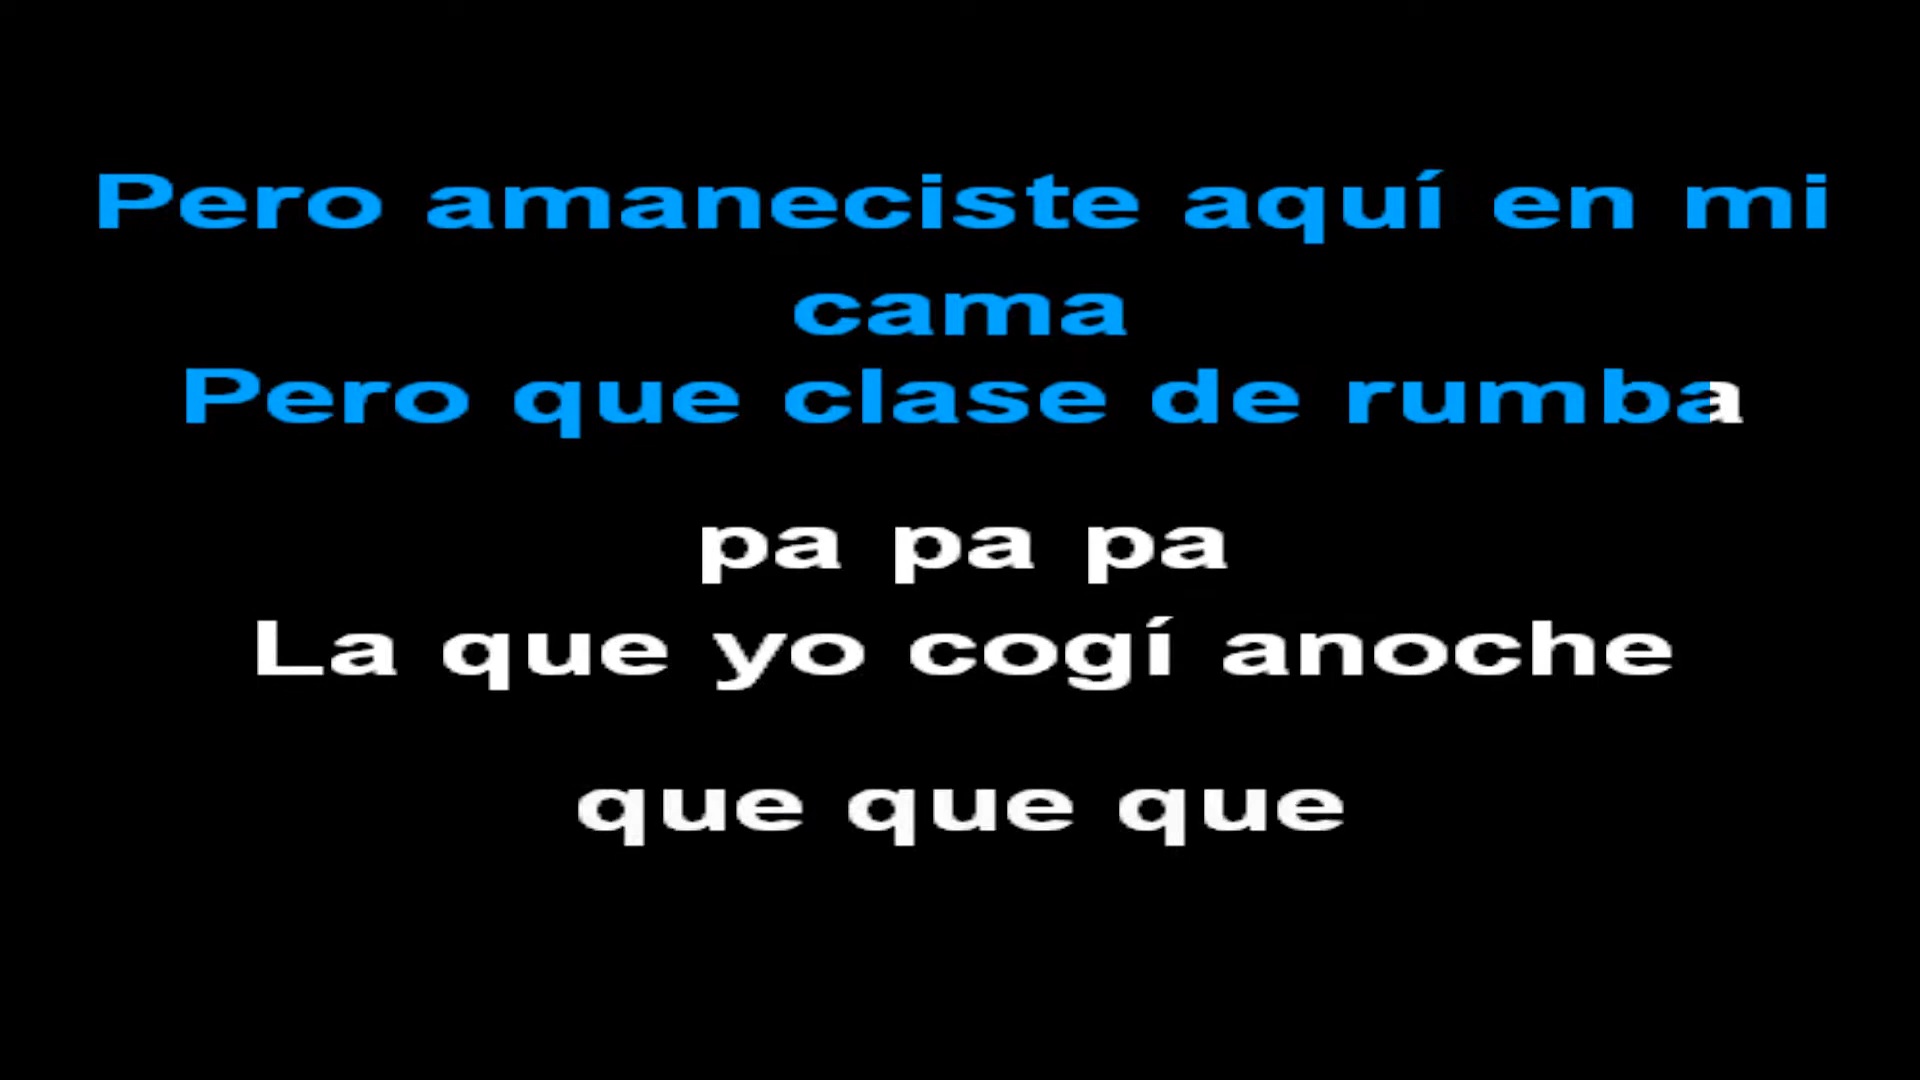 Pero amaneciste aquí en mi
cama
Pero que clase de rumba
pa pa pa
La que yo cogí anoche
que que que